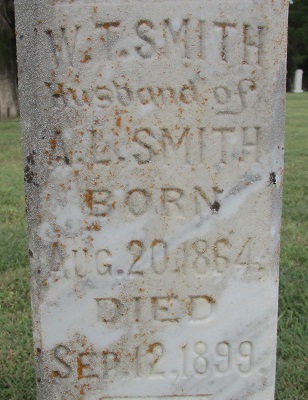 W.T. SMITH
Husband of
A.L. SMITH
BORN
AUG. 20. 1864.
DIED
SEP. 12. 1899.